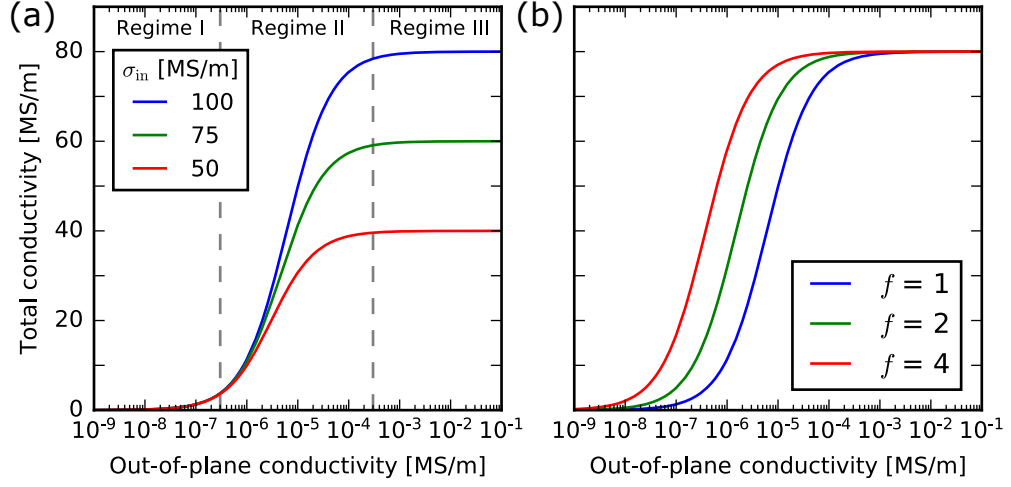 (a)
Regime I
Regime II
Regime III
σin [MS/m]
100
75
50
80
60
40
20
0
Total conductivity [MS/m]
10-9 10-8 10-7 10-6 10-5 10-4 10-3 10-2 10-1
Out-of-plane conductivity [MS/m]
(b)
f = 1
f = 2
f = 4
10-9 10-8 10-7 10-6 10-5 10-4 10-3 10-2 10-1
Out-of-plane conductivity [MS/m]